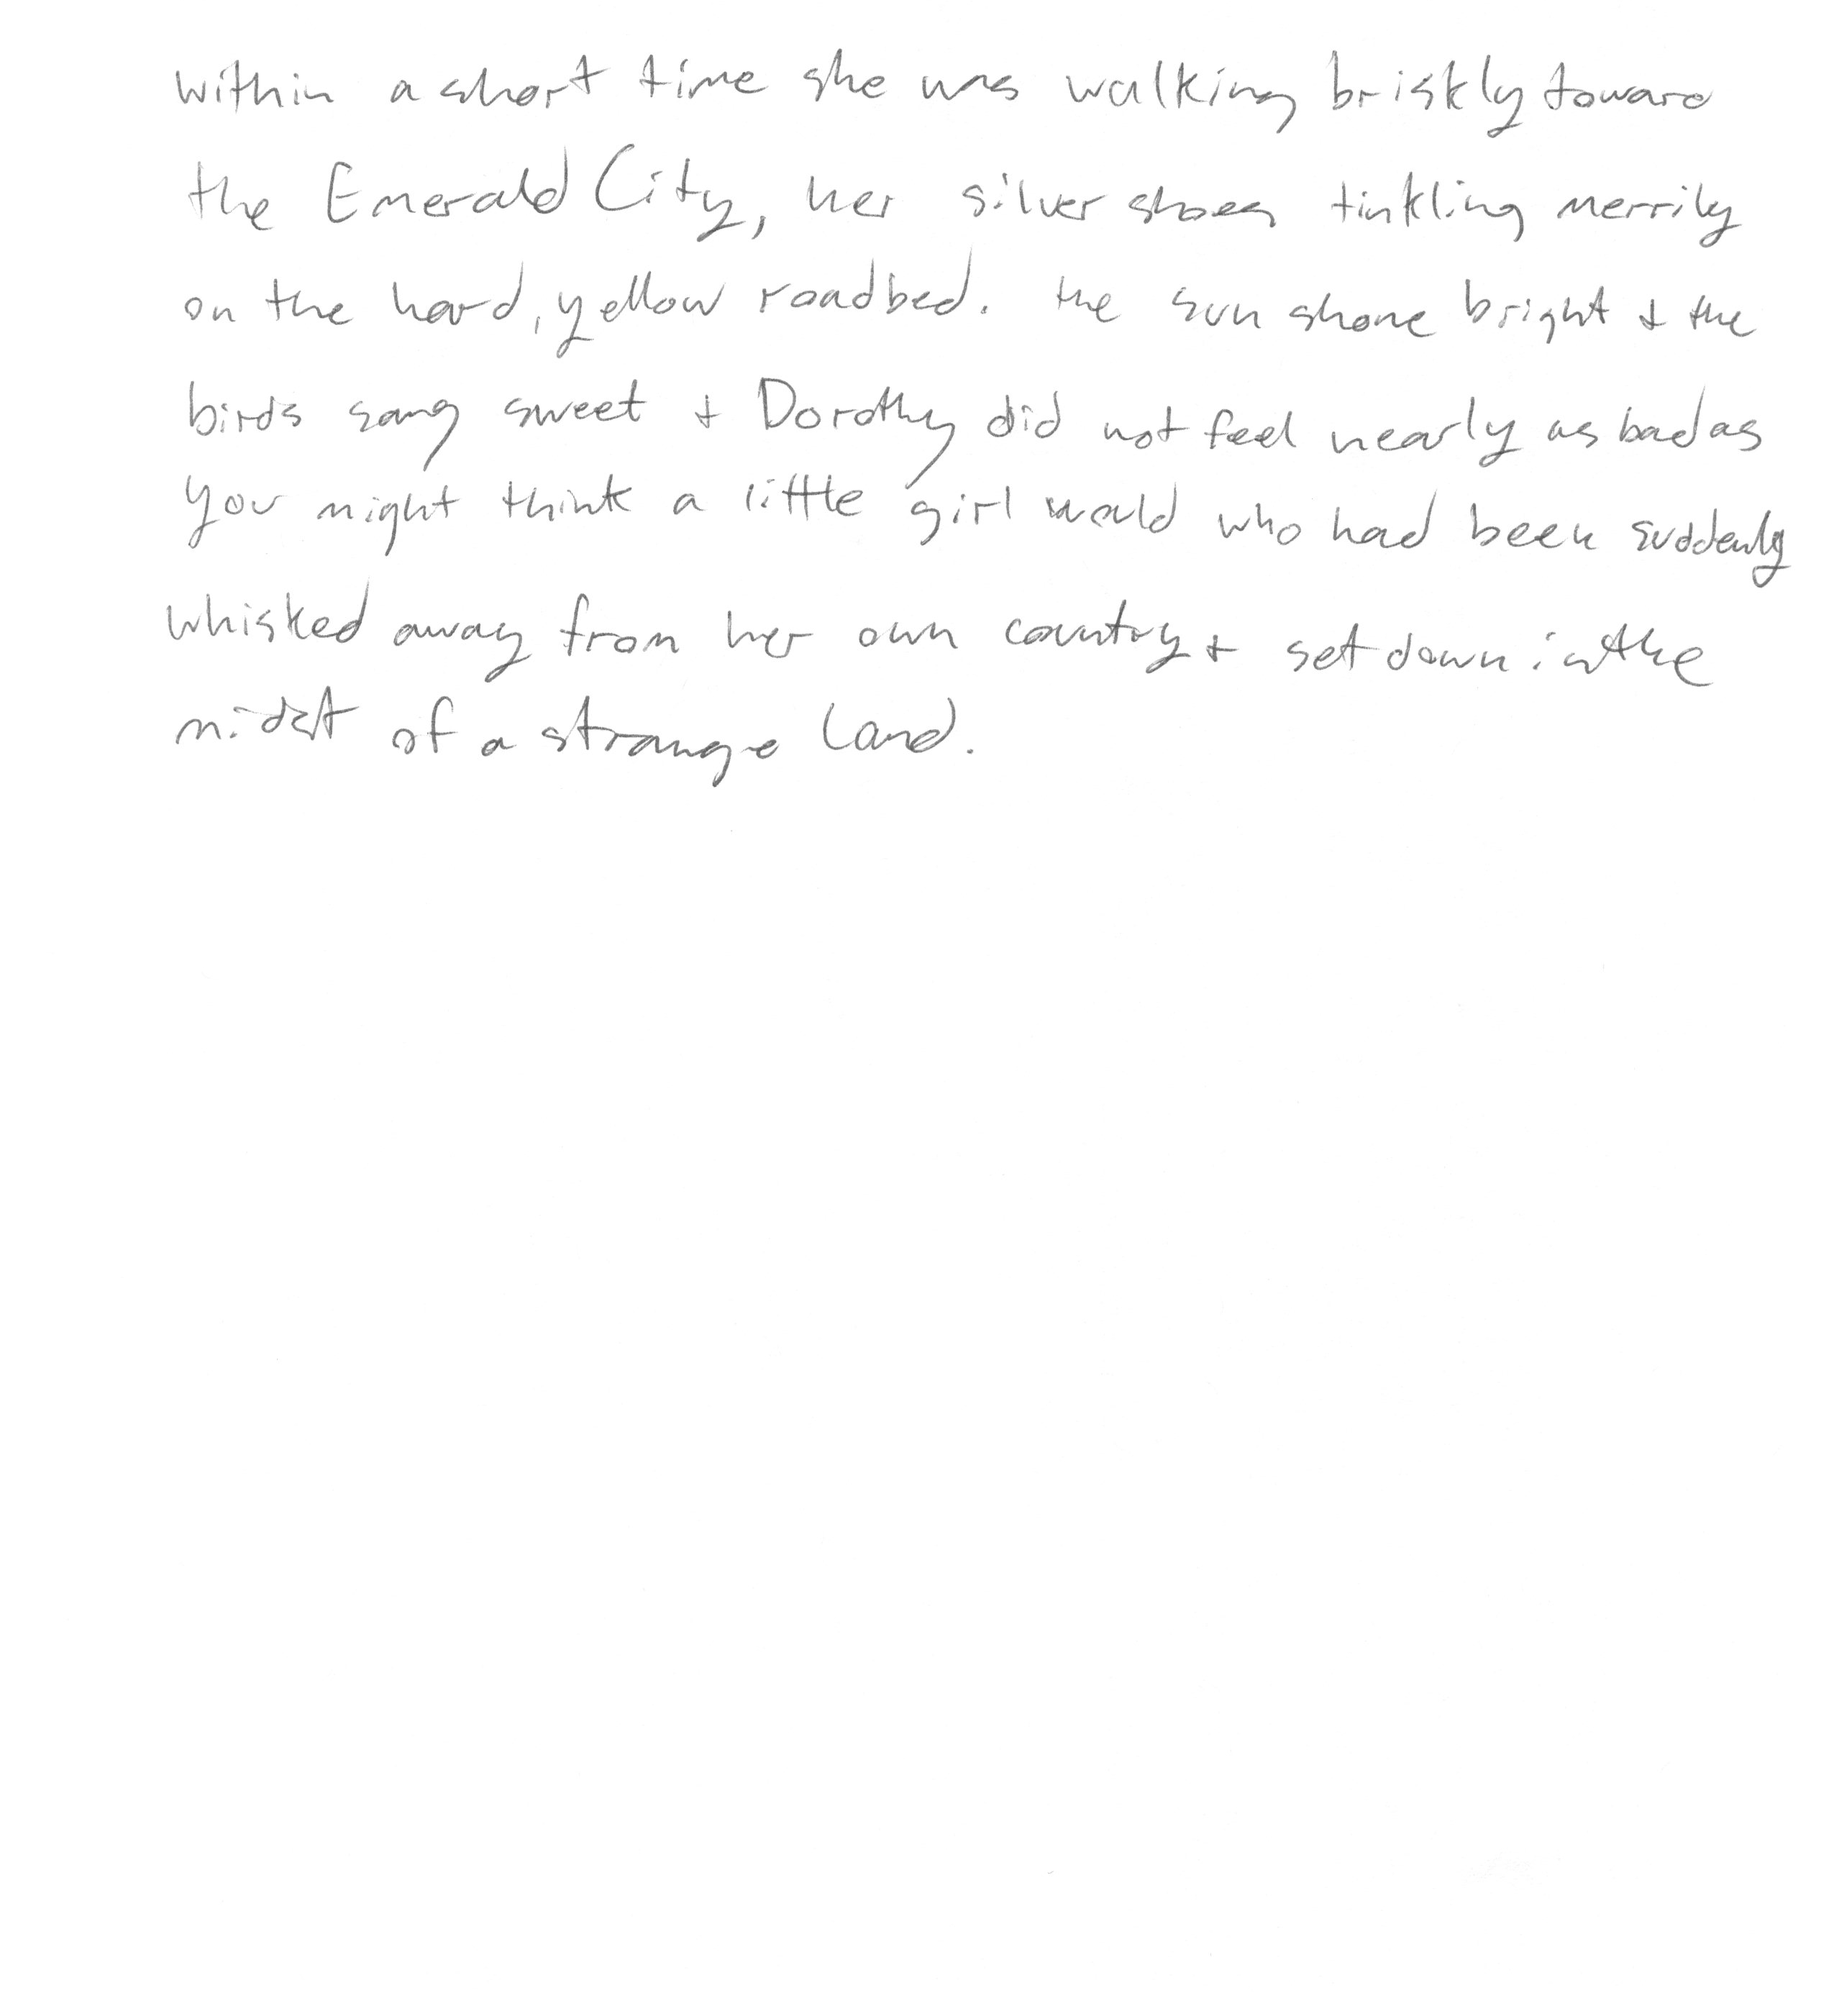 within a short time she was walking briskly toward
the Emerald City, her silver shoes tinkling merrily
on the hard, yellow roadbed. the sun shone bright + the
birds sang sweet + Dorothy did not feel nearly as bad as
you might think a little girl would who had been suddenly
whisked away from her own country + set down in the
midst of a strange land.